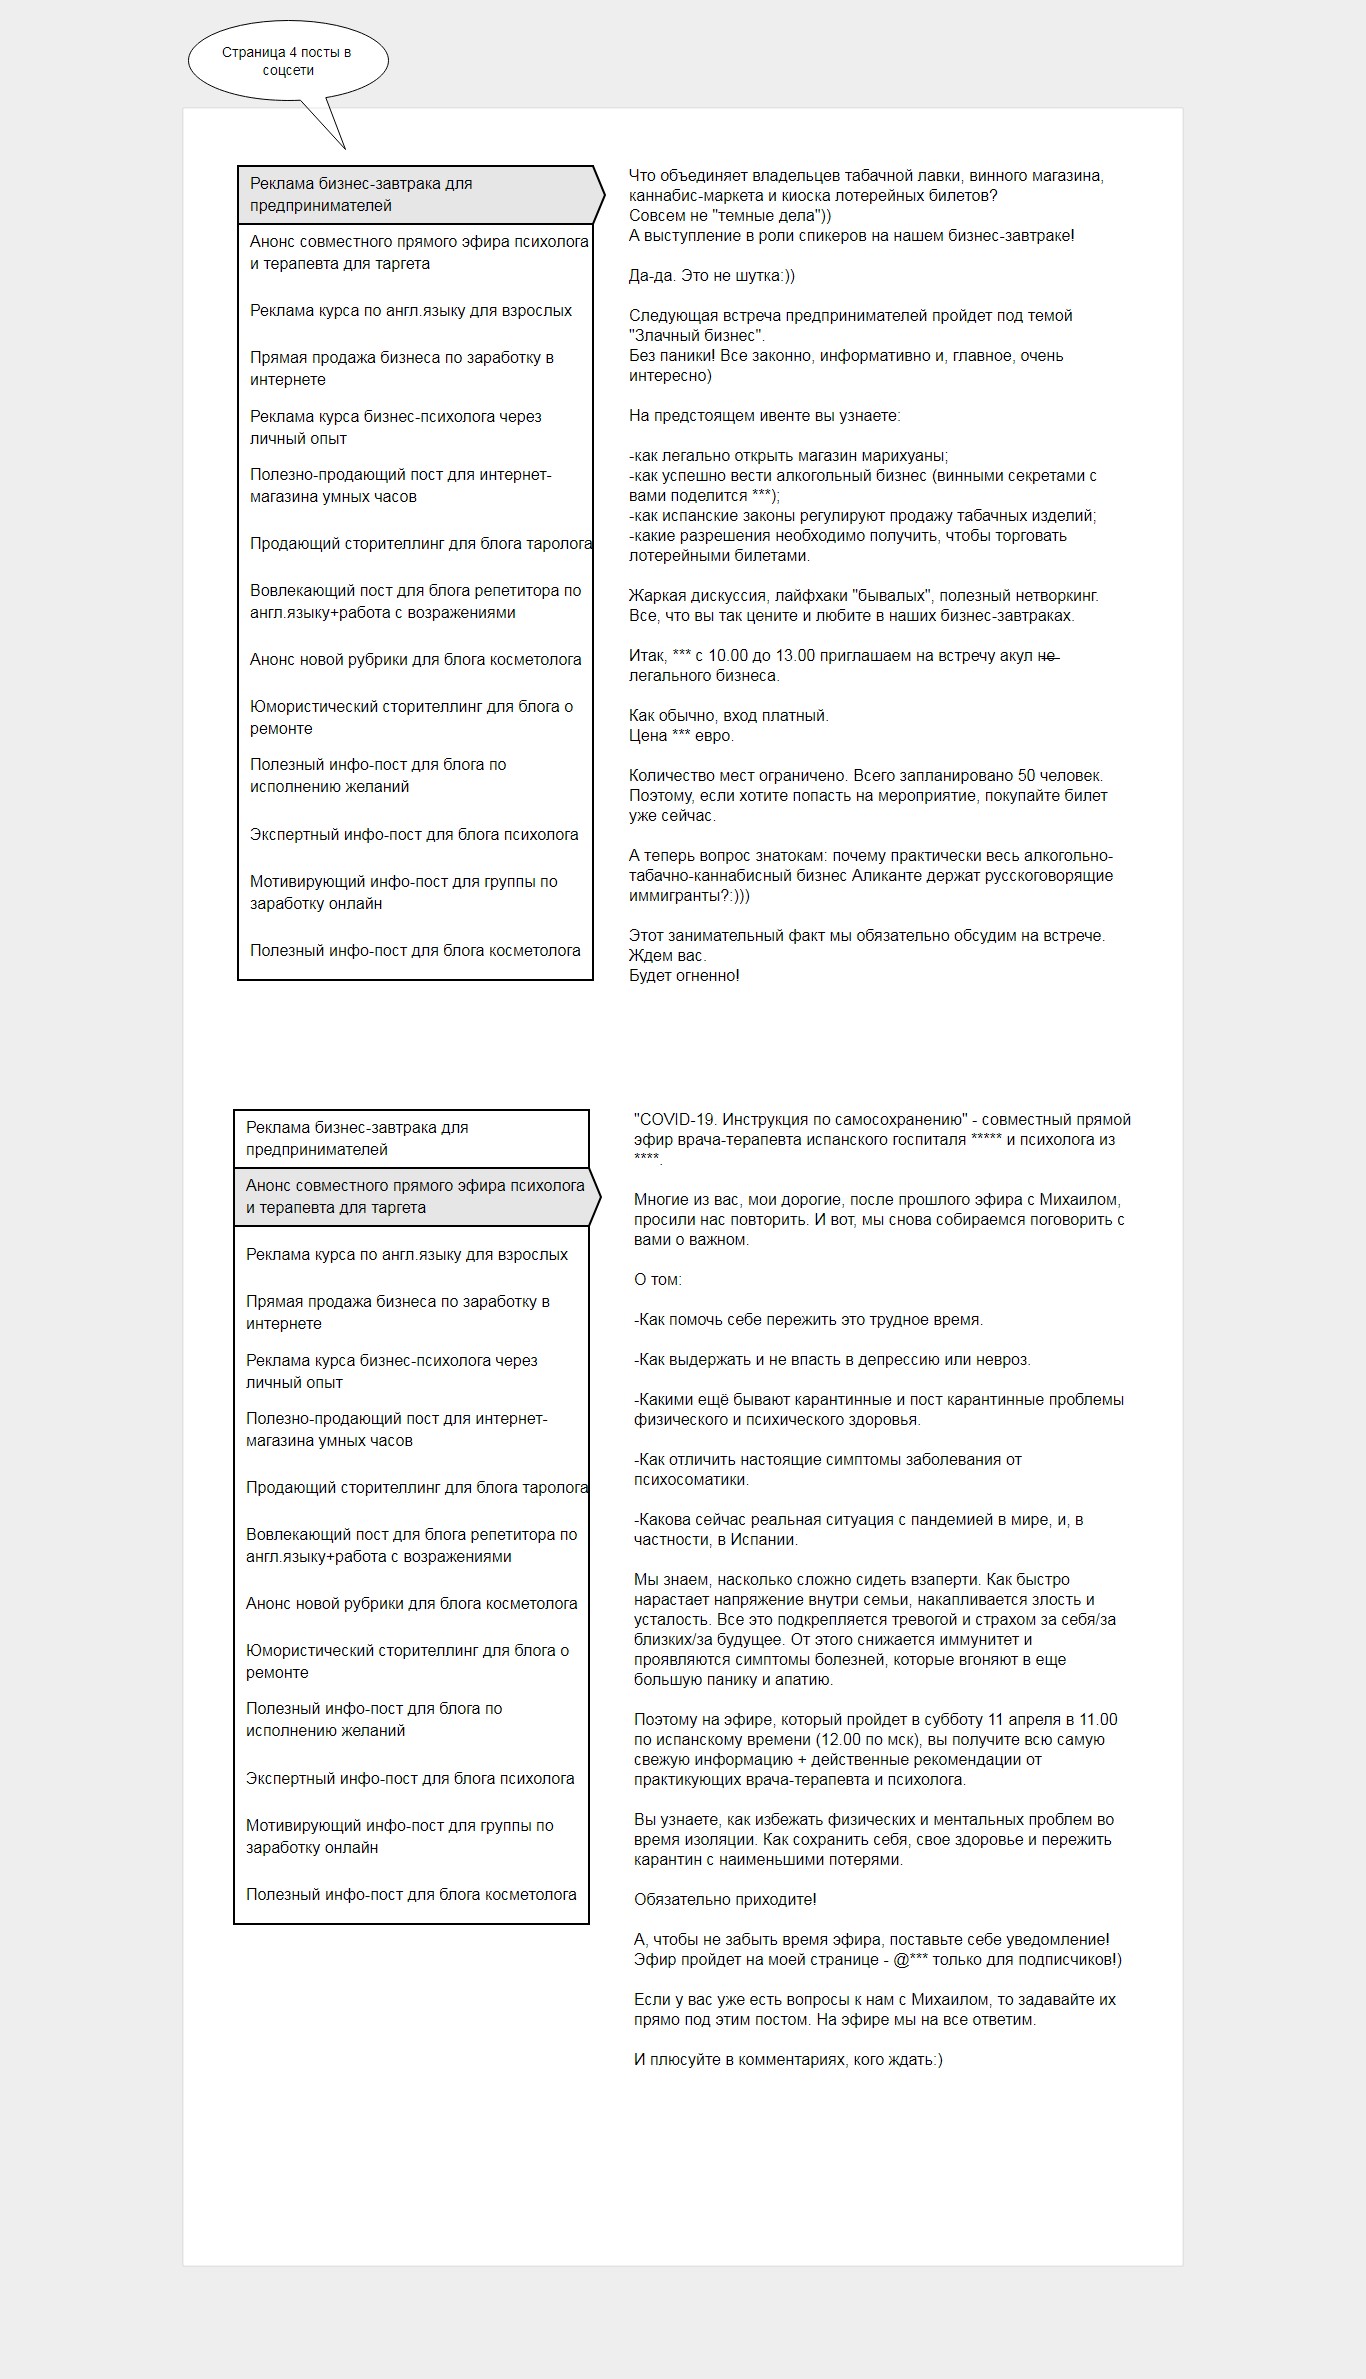 Страница 4 посты в
соцсети
Реклама бизнес-завтрака для
предпринимателей
Анонс совместного прямого эфира психолога
и терапевта для таргета
Реклама курса по англ.языку для взрослых
Прямая продажа бизнеса по заработку в
интернете
Реклама курса бизнес-психолога через
личный опыт
Полезно-продающий пост для интернет-
магазина умных часов
Продающий сторителлинг для блога таролога
Вовлекающий пост для блога репетитора по
англ.языку+работа с возражениями
Анонс новой рубрики для блога косметолога
Юмористический сторителлинг для блога о
ремонте
Полезный инфо-пост для блога по
исполнению желаний
Экспертный инфо-пост для блога психолога
Мотивирующий инфо-пост для группы по
заработку онлайн
Полезный инфо-пост для блога косметолога
Что объединяет владельцев табачной лавки, винного магазина,
каннабис-маркета и киоска лотерейных билетов?
Совсем не "темные дела"))
А выступление в роли спикеров на нашем бизнес-завтраке!
Да-да. Это не шутка:))
Следующая встреча предпринимателей пройдет под темой
"Злачный бизнес".
Без паники! Все законно, информативно и, главное, очень
интересно)
На предстоящем ивенте вы узнаете:
-как легально открыть магазин марихуаны;
-как успешно вести алкогольный бизнес (винными секретами с
вами поделится ***);
-как испанские законы регулируют продажу табачных изделий;
-какие разрешения необходимо получить, чтобы торговать
лотерейными билетами.
Жаркая дискуссия, лайфхаки "бывалых", полезный нетворкинг.
Все, что вы так цените и любите в наших бизнес-завтраках.
Итак, *** с 10.00 до 13.00 приглашаем на встречу акул не
легального бизнеса.
Как обычно, вход платный.
Цена *** евро.
Количество мест ограничено. Всего запланировано 50 человек.
Поэтому, если хотите попасть на мероприятие, покупайте билет
уже сейчас.
А теперь вопрос знатокам: почему практически весь алкогольно-
табачно-каннабисный бизнес Аликанте держат русскоговорящие
иммигранты?:)))
Этот занимательный факт мы обязательно обсудим на встрече.
Ждем вас.
Будет огненно!
Реклама бизнес-завтрака для
предпринимателей
Анонс совместного прямого эфира психолога
и терапевта для таргета
Реклама курса по англ.языку для взрослых
Прямая продажа бизнеса по заработку в
интернете
Реклама курса бизнес-психолога через
личный опыт
Полезно-продающий пост для интернет-
магазина умных часов
Продающий сторителлинг для блога таролога
Вовлекающий пост для блога репетитора по
англ.языку+работа с возражениями
Анонс новой рубрики для блога косметолога
Юмористический сторителлинг для блога о
ремонте
Полезный инфо-пост для блога по
исполнению желаний
Экспертный инфо-пост для блога психолога
Мотивирующий инфо-пост для группы по
заработку онлайн
Полезный инфо-пост для блога косметолога
"COVID-19. Инструкция по самосохранению" - совместный прямой
эфир врача-терапевта испанского госпиталя ***** и психолога из
****.
Многие из вас, мои дорогие, после прошлого эфира с Михаилом,
просили нас повторить. И вот, мы снова собираемся поговорить с
вами о важном.
О том:
-Как помочь себе пережить это трудное время.
-Как выдержать и не впасть в депрессию или невроз.
-Какими ещё бывают карантинные и пост карантинные проблемы
физического и психического здоровья.
-Как отличить настоящие симптомы заболевания от
психосоматики.
-Какова сейчас реальная ситуация с пандемией в мире, и, в
частности, в Испании.
Мы знаем, насколько сложно сидеть взаперти. Как быстро
нарастает напряжение внутри семьи, накапливается злость и
усталость. Все это подкрепляется тревогой и страхом за себя/за
близких/за будущее. От этого снижается иммунитет и
проявляются симптомы болезней, которые вгоняют в еще
большую панику и апатию.
Поэтому на эфире, который пройдет в субботу 11 апреля в 11.00
по испанскому времени (12.00 по мск), вы получите всю самую
свежую информацию + действенные рекомендации от
практикующих врача-терапевта и психолога.
Вы узнаете, как избежать физических и ментальных проблем во
время изоляции. Как сохранить себя, свое здоровье и пережить
карантин с наименьшими потерями.
Обязательно приходите!
А, чтобы не забыть время эфира, поставьте себе уведомление!
Эфир пройдет на моей странице - @*** только для подписчиков!)
Если у вас уже есть вопросы к нам с Михаилом, то задавайте их
прямо под этим постом. На эфире мы на все ответим.
И плюсуйте в комментариях, кого ждать:)